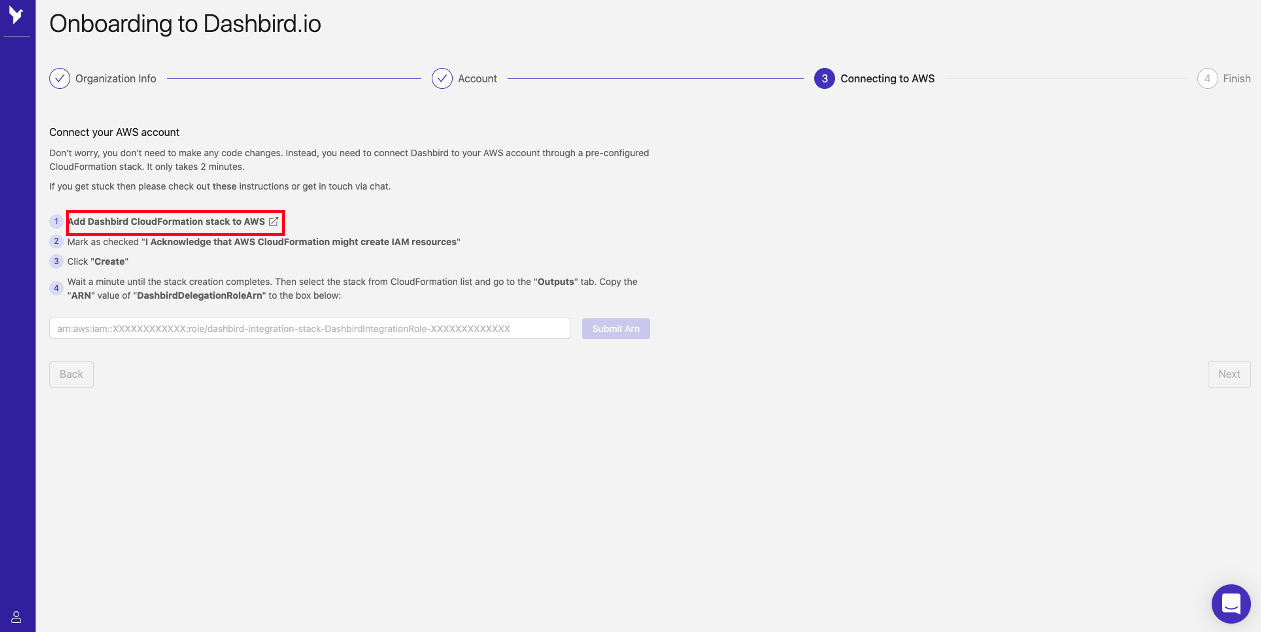 Onboarding to Dashbird.io
Organization Info
Account
3 Connecting to AWS
4 Finish
Connect your AWS account
Don't worry, you don't need to make any code changes. Instead, you need to connect Dashbird to your AWS account through a pre-configured
CloudFormation stack. It only takes 2 minutes.
If you get stuck then please check out these instructions or get in touch via chat.
1 Add Dashbird CloudFormation stack to AWS
2 Mark as checked "I Acknowledge that AWS CloudFormation might create IAM resources"
3 Click "Create"
4 Wait a minute until the stack creation completes. Then select the stack from CloudFormation list and go to the "Outputs" tab. Copy the
"ARN" value of "DashbirdDelegationRoleArn" to the box below:
arn:aws:iam::XXXXXXXXXXXX:role/dashbird-integration-stack-DashbirdIntegrationRole-XXXXXXXXXXXXX
Submit Arn
Back
Next